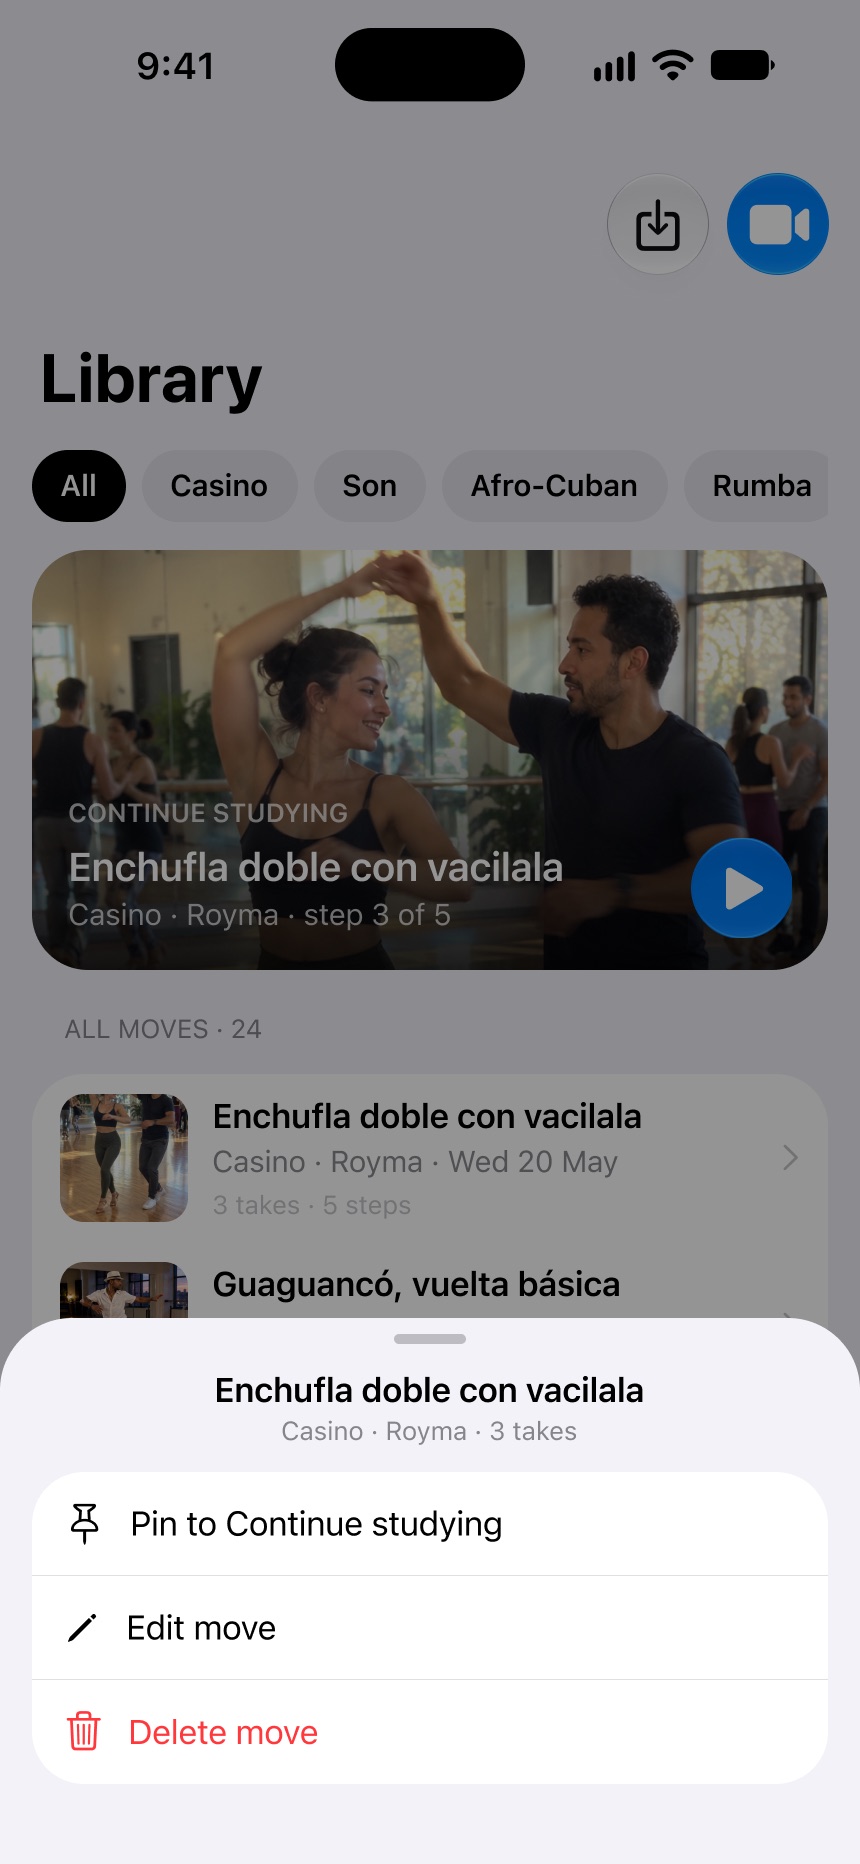 9:41
Library
All
Casino
Son
Afro-Cuban
Rumba
CONTINUE STUDYING
Enchufla doble con vacilala
Casino · Royma · step 3 of 5
ALL MOVES · 24
Enchufla doble con vacilala
Casino · Royma · Wed 20 May
3 takes · 5 steps
Guaguancó, vuelta básica
Enchufla doble con vacilala
Casino · Royma · 3 takes
Pin to Continue studying
Edit move
Delete move